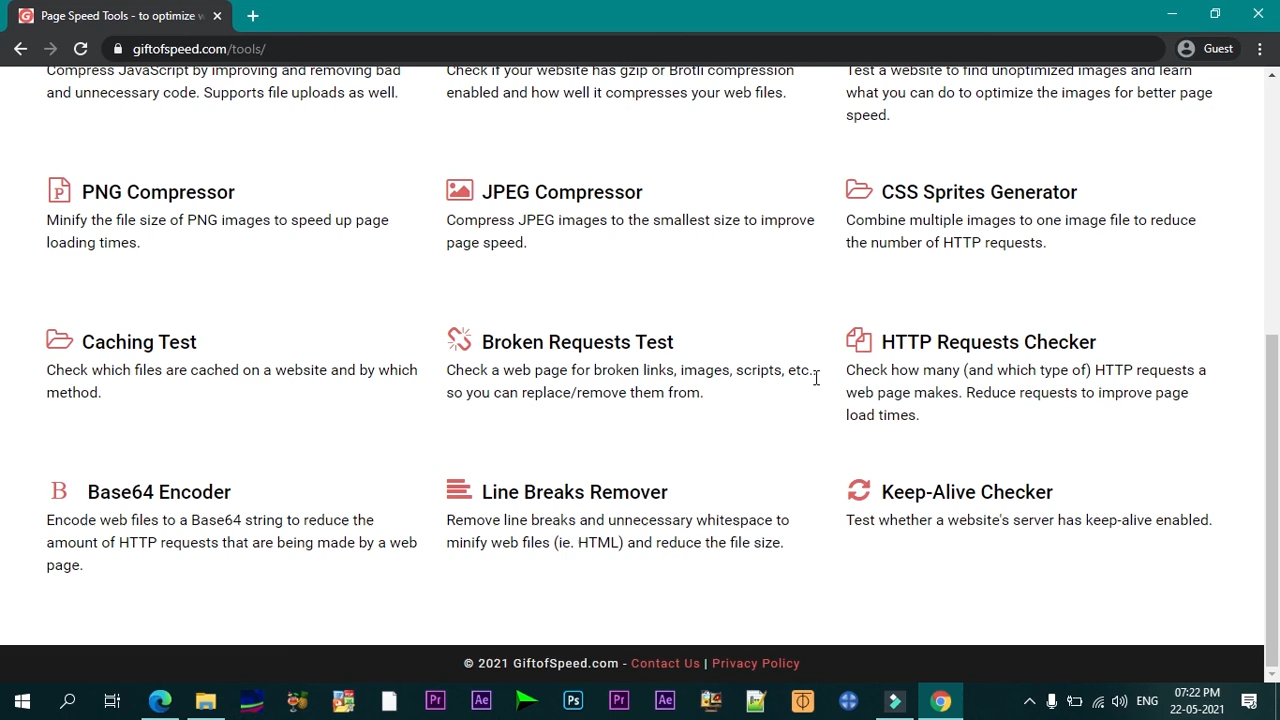 Page Speed Tools - to optimize w
giftofspeed.com/tools/
Guest
Compress JavaScript by improving and removing bad
and unnecessary code. Supports file uploads as well.
Check if your website has gzip or Brotli compression
enabled and how well it compresses your web files.
Test a website to find unoptimized images and learn
what you can do to optimize the images for better page
speed.
PNG Compressor
Minify the file size of PNG images to speed up page
loading times.
JPEG Compressor
Compress JPEG images to the smallest size to improve
page speed.
CSS Sprites Generator
Combine multiple images to one image file to reduce
the number of HTTP requests.
Caching Test
Check which files are cached on a website and by which
method.
Broken Requests Test
Check a web page for broken links, images, scripts, etc..
so you can replace/remove them from.
HTTP Requests Checker
Check how many (and which type of) HTTP requests a
web page makes. Reduce requests to improve page
load times.
B Base64 Encoder
Encode web files to a Base64 string to reduce the
amount of HTTP requests that are being made by a web
page.
Line Breaks Remover
Remove line breaks and unnecessary whitespace to
minify web files (ie. HTML) and reduce the file size.
Keep-Alive Checker
Test whether a website's server has keep-alive enabled.
© 2021 GiftofSpeed.com - Contact Us | Privacy Policy
Pr Ae Ps Pr Ae
ENG
07:22 PM
22-05-2021